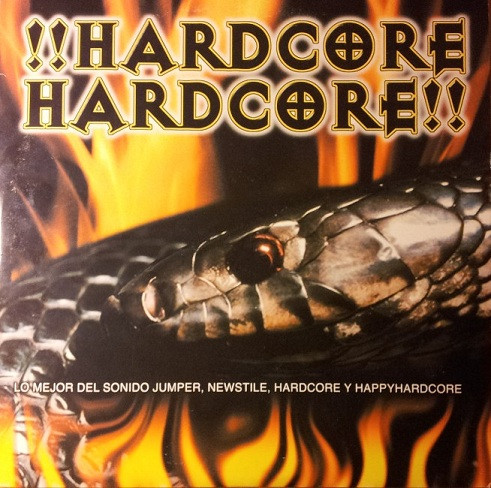 !!HARDCORE
HARDCORE!!
LO MEJOR DEL SONIDO JUMPER, NEWSTILE, HARDCORE Y HAPPYHARDCORE